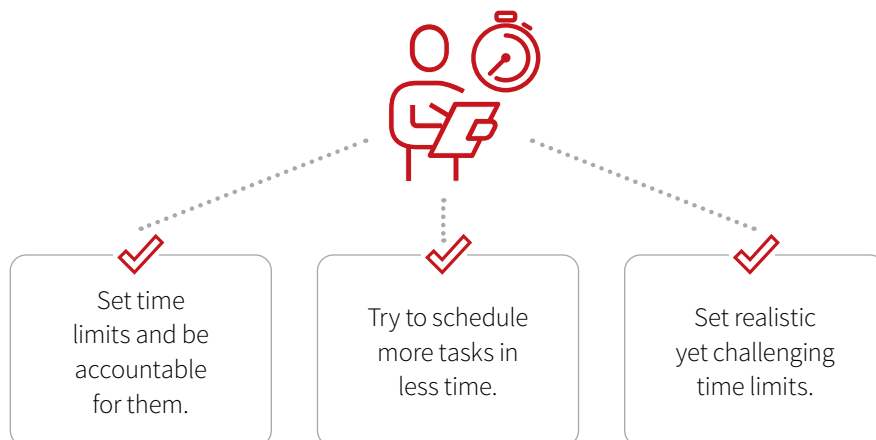 Set time
limits and be
accountable
for them.
Try to schedule
more tasks in
less time.
Set realistic
yet challenging
time limits.